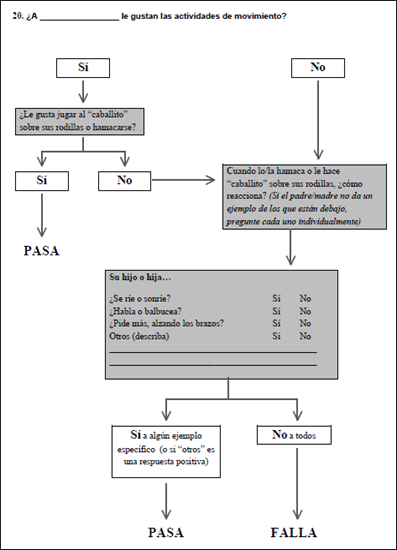 20. ¿A ___________________ le gustan las actividades de movimiento?
Sí
No
¿Le gusta jugar al “caballito”
sobre sus rodillas o hamacarse?
Sí
No
Cuando lo/la hamaca o le hace
“caballito” sobre sus rodillas, ¿cómo
reacciona? (Si el padre/madre no da un
ejemplo de los que están debajo,
pregunte cada uno individualmente)
PASA
Su hijo o hija…
¿Se ríe o sonríe? Sí No
¿Habla o balbucea? Sí No
¿Pide más, alzando los brazos? Sí No
Otros (describa) Sí No
Sí a algún ejemplo
específico (o si “otros” es
una respuesta positiva)
No a todos
PASA
FALLA